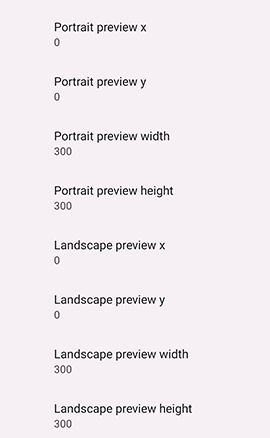 Portrait preview x
0
Portrait preview y
0
Portrait preview width
300
Portrait preview height
300
Landscape preview x
0
Landscape preview y
0
Landscape preview width
300
Landscape preview height
300